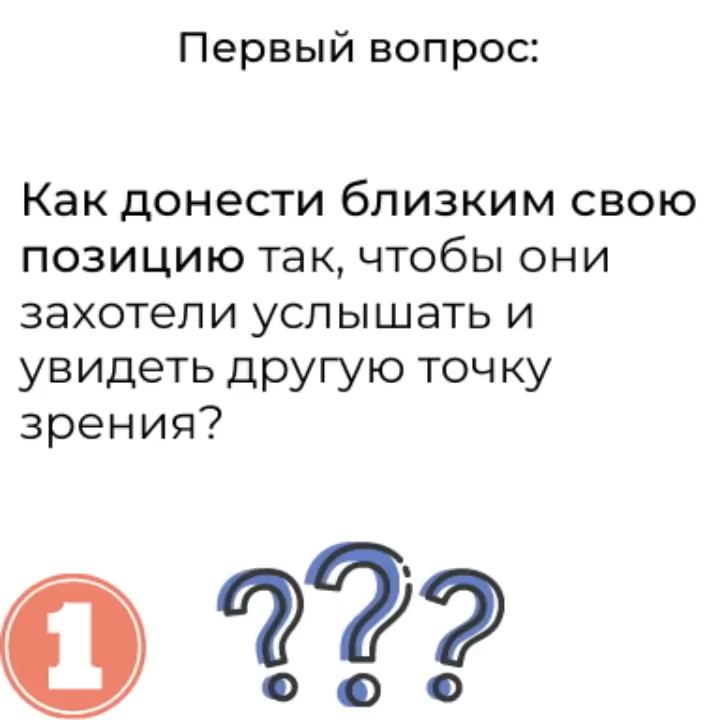 Первый вопрос:
Как донести близким свою
позицию так, чтобы они
захотели услышать и
увидеть другую точку
зрения?
1
???